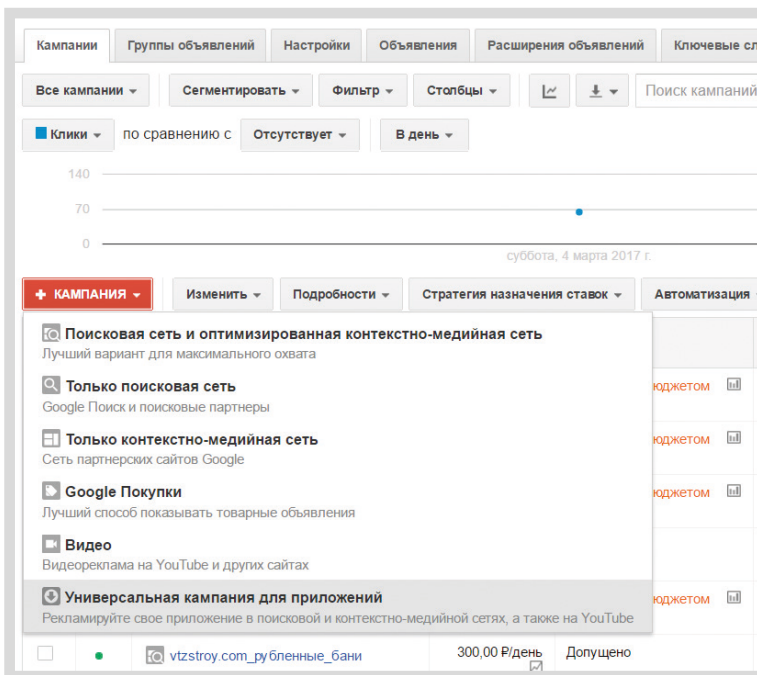 Кампании Группы объявлений Настройки Объявления Расширения объявлений Ключевые сл
Все кампании Сегментировать Фильтр Столбцы Поиск кампаний
Клики по сравнению с Отсутствует В день
140
70
0
суббота, 4 марта 2017 г.
+ КАМПАНИЯ Изменить Подробности Стратегия назначения ставок Автоматизация
Поисковая сеть и оптимизированная контекстно-медийная сеть
Лучший вариант для максимального охвата
Только поисковая сеть
юджетом
Google Поиск и поисковые партнеры
Только контекстно-медийная сеть
юджетом
Сеть партнерских сайтов Google
Google Покупки
юджетом
Лучший способ показывать товарные объявления
Видео
Видеореклама на YouTube и других сайтах
Универсальная кампания для приложений
юджетом
Рекламируйте свое приложение в поисковой и контекстно-медийной сетях, а также на YouTube
vtzstroy.com_рубленные_бани 300,00 ₽/день Допущено